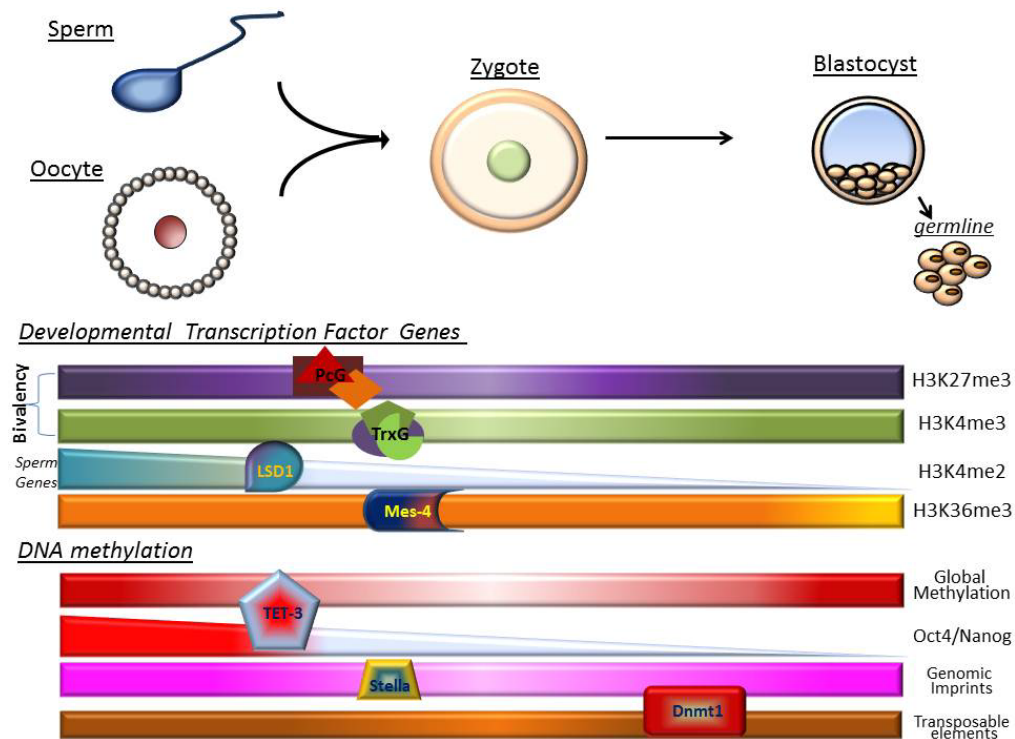 Sperm
Zygote
Blastocyst
Oocyte
germline
Developmental Transcription Factor Genes
Bivalency
PcG
H3K27me3
TrxG
H3K4me3
Sperm
Genes
LSD1
H3K4me2
Mes-4
H3K36me3
DNA methylation
Global
Methylation
TET-3
Oct4/Nanog
Stella
Genomic
Imprints
Dnmt1
Transposable
elements